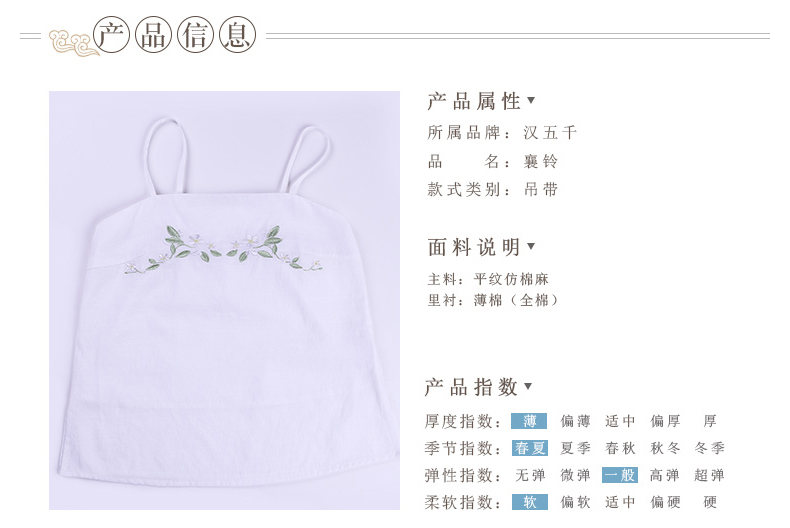 产品信息
产品属性
所属品牌：汉五千
品　　名：襄铃
款式类别：吊带
面料说明
主料：平纹仿棉麻
里衬：薄棉（全棉）
产品指数
厚度指数：薄 偏薄 适中 偏厚 厚
季节指数：春夏 夏季 春秋 秋冬 冬季
弹性指数：无弹 微弹 一般 高弹 超弹
柔软指数：软 偏软 适中 偏硬 硬